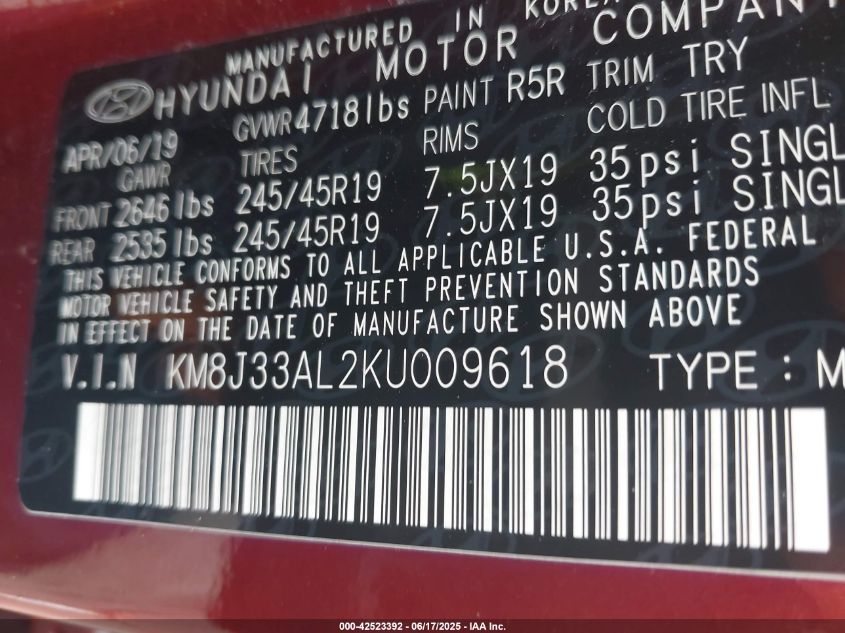 MANUFACTURED IN KOREA
HYUNDAI MOTOR COMPANY
APR/06/19 GVWR 4718lbs PAINT R5R TRIM TRY
GAWR TIRES RIMS COLD TIRE INFL
FRONT 2646 lbs 245/45R19 7.5JX19 35psi SINGL
REAR 2535 lbs 245/45R19 7.5JX19 35psi SINGL
THIS VEHICLE CONFORMS TO ALL APPLICABLE U.S.A. FEDERAL
MOTOR VEHICLE SAFETY AND THEFT PREVENTION STANDARDS
IN EFFECT ON THE DATE OF MANUFACTURE SHOWN ABOVE
V.I.N KM8J33AL2KU009618 TYPE : M
000-42523392 - 06/17/2025 - IAA Inc.